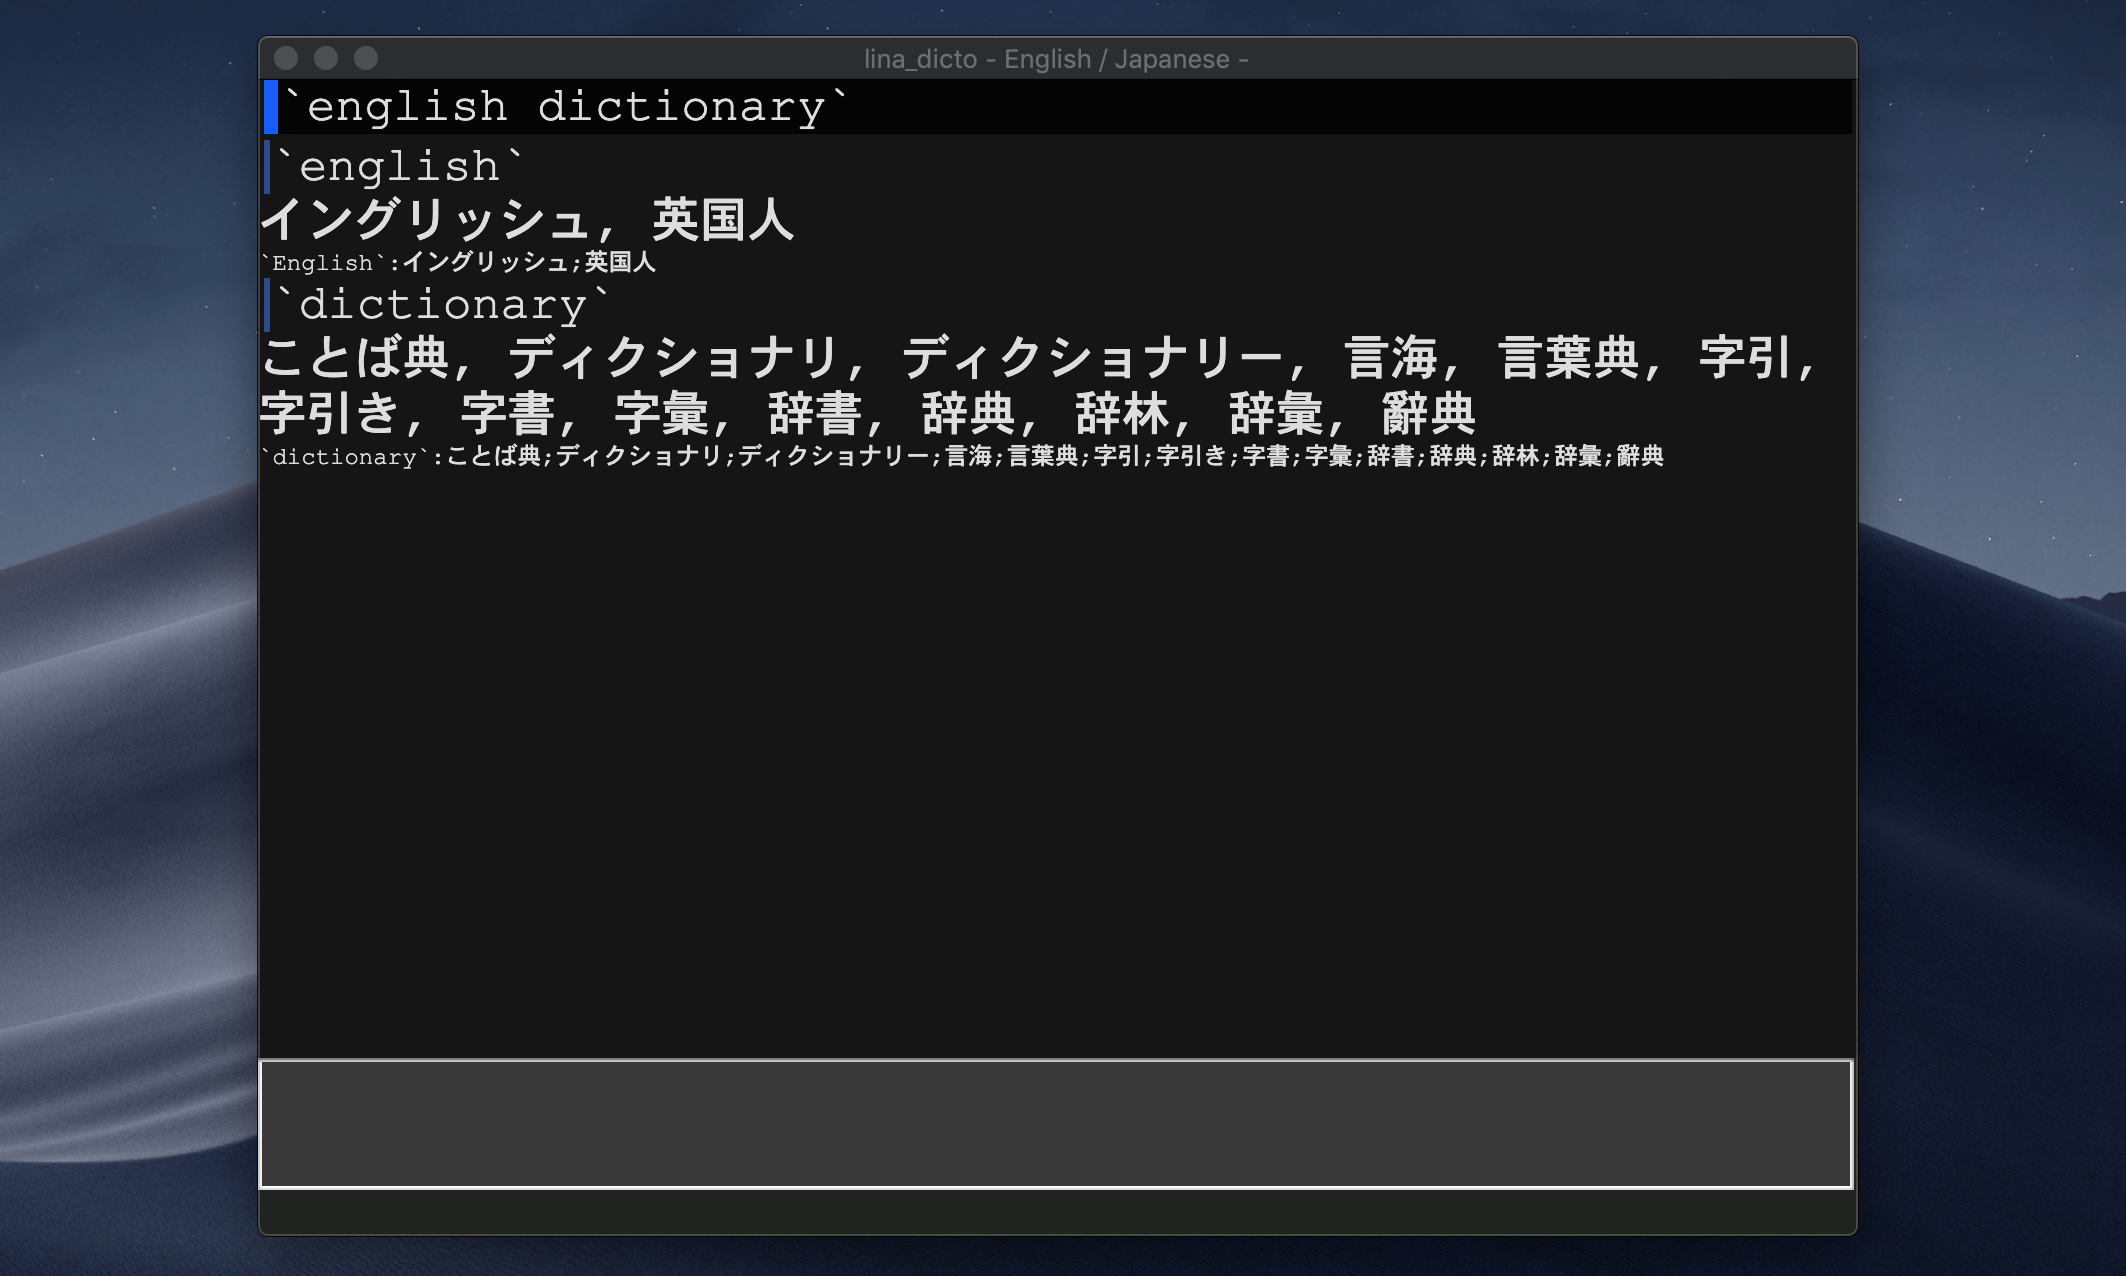 lina_dicto - English / Japanese -
`english dictionary`
`english`
イングリッシュ, 英国人
`English`:イングリッシュ;英国人
`dictionary`
ことば典, ディクショナリ, ディクショナリー, 言海, 言葉典, 字引,
字引き, 字書, 字彙, 辞書, 辞典, 辞林, 辞彙, 辭典
`dictionary`:ことば典;ディクショナリ;ディクショナリー;言海;言葉典;字引;字引き;字書;字彙;辞書;辞典;辞林;辞彙;辭典